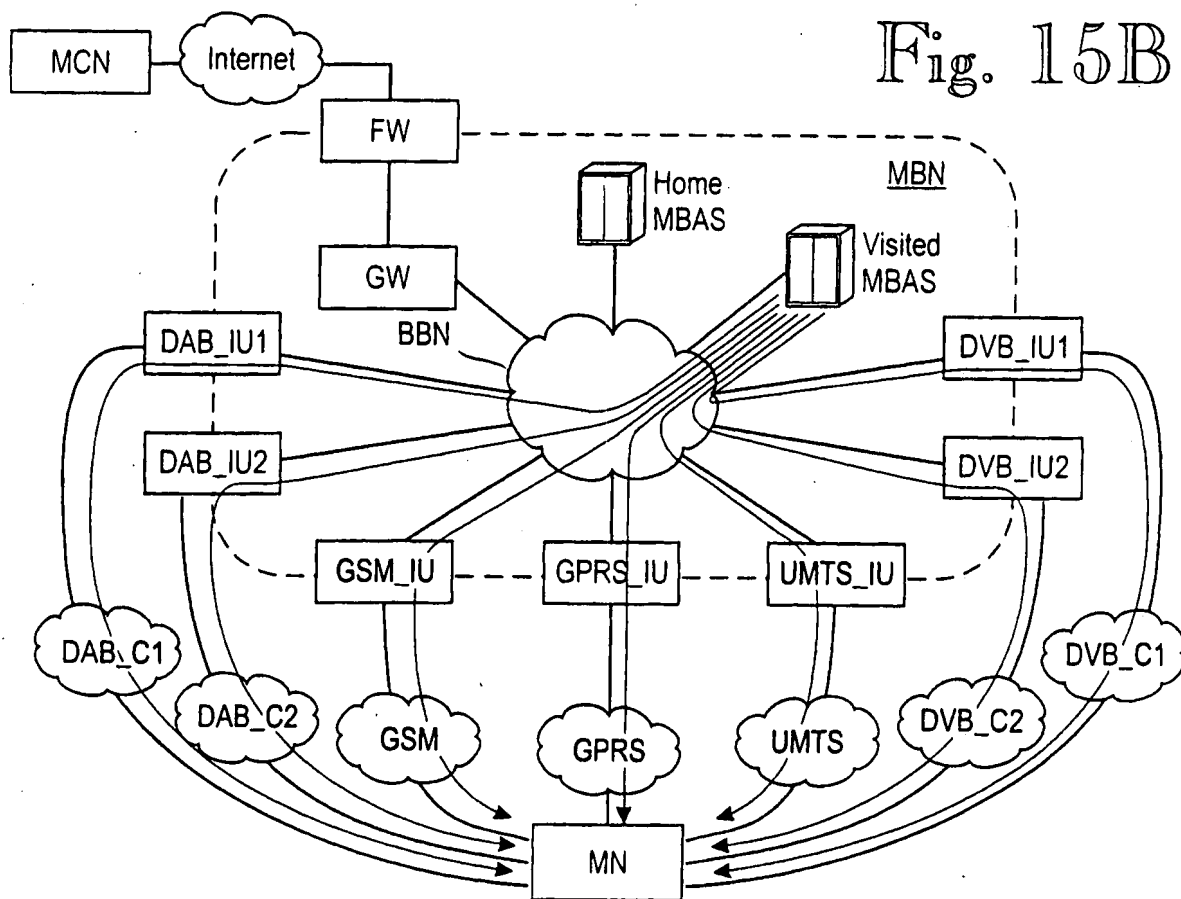 Fig. 15B
MCN
Internet
FW
MBN
Home
MBAS
GW
Visited
MBAS
BBN
DAB_IU1
DVB_IU1
DAB_IU2
DVB_IU2
GSM_IU
GPRS_IU
UMTS_IU
DAB_C1
DVB_C1
DAB_C2
GSM
GPRS
UMTS
DVB_C2
MN